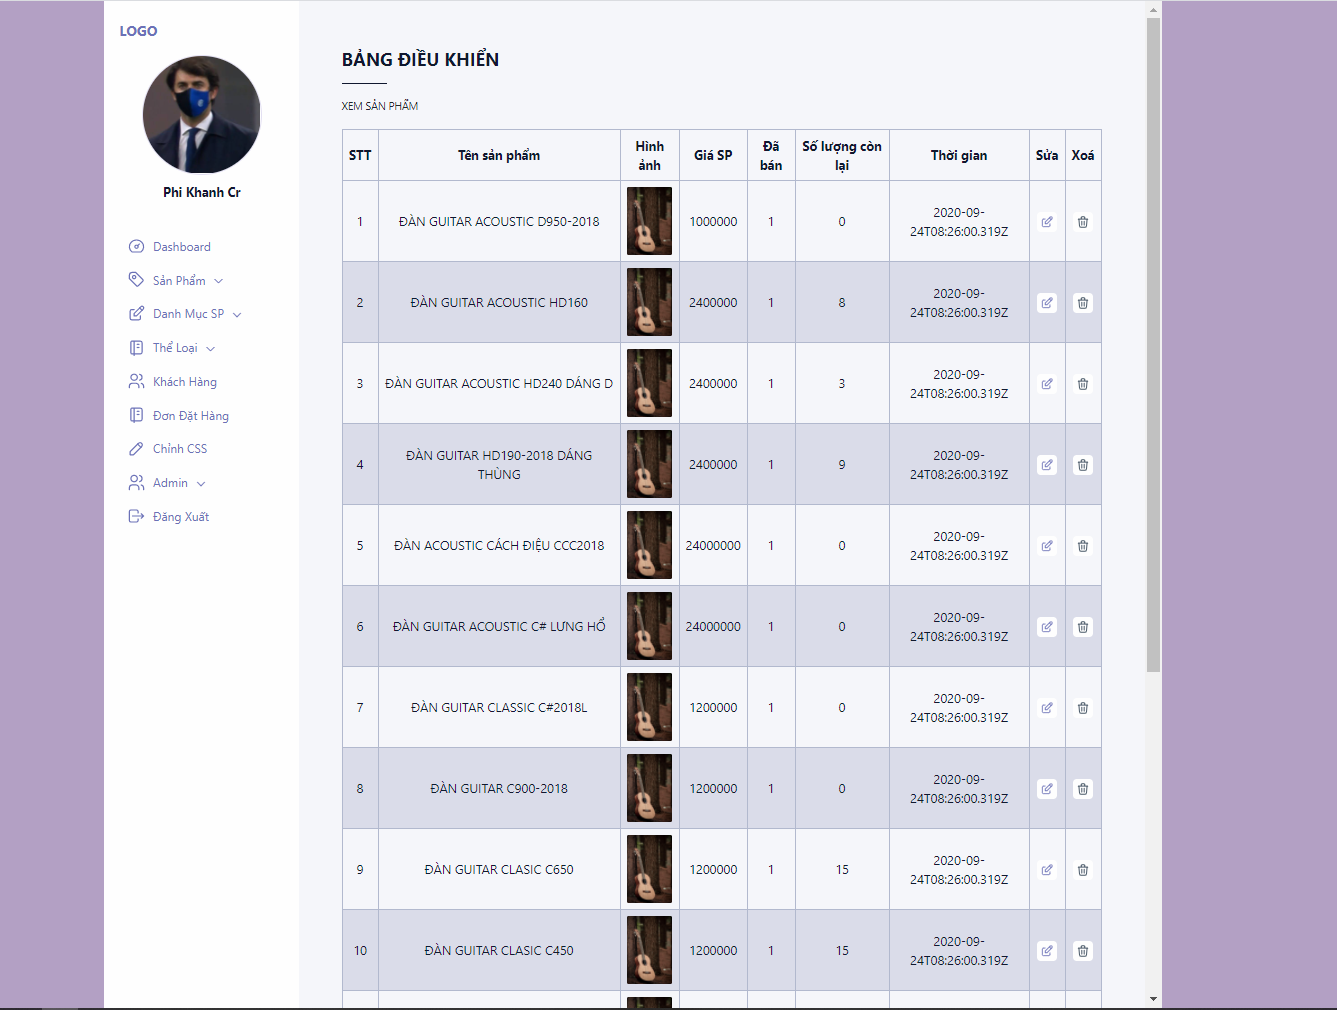 LOGO
Phi Khanh Cr
Dashboard
Sản Phẩm
Danh Mục SP
Thể Loại
Khách Hàng
Đơn Đặt Hàng
Chỉnh CSS
Admin
Đăng Xuất
BẢNG ĐIỀU KHIỂN
XEM SẢN PHẨM
STT Tên sản phẩm Hình ảnh Giá SP Đã bán Số lượng còn lại Thời gian Sửa Xoá
1 ĐÀN GUITAR ACOUSTIC D950-2018 1000000 1 0 2020-09-24T08:26:00.319Z
2 ĐÀN GUITAR ACOUSTIC HD160 2400000 1 8 2020-09-24T08:26:00.319Z
3 ĐÀN GUITAR ACOUSTIC HD240 DÁNG D 2400000 1 3 2020-09-24T08:26:00.319Z
4 ĐÀN GUITAR HD190-2018 DÁNG THÙNG 2400000 1 9 2020-09-24T08:26:00.319Z
5 ĐÀN ACOUSTIC CÁCH ĐIỆU CCC2018 24000000 1 0 2020-09-24T08:26:00.319Z
6 ĐÀN GUITAR ACOUSTIC C# LƯNG HỔ 24000000 1 0 2020-09-24T08:26:00.319Z
7 ĐÀN GUITAR CLASSIC C#2018L 1200000 1 0 2020-09-24T08:26:00.319Z
8 ĐÀN GUITAR C900-2018 1200000 1 0 2020-09-24T08:26:00.319Z
9 ĐÀN GUITAR CLASIC C650 1200000 1 15 2020-09-24T08:26:00.319Z
10 ĐÀN GUITAR CLASIC C450 1200000 1 15 2020-09-24T08:26:00.319Z